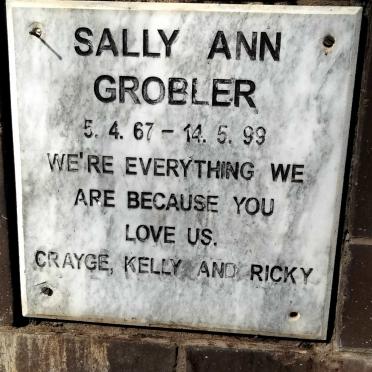 SALLY ANN
GROBLER
5. 4. 67 - 14. 5. 99
WE'RE EVERYTHING WE
ARE BECAUSE YOU
LOVE US.
CRAYGE, KELLY AND RICKY